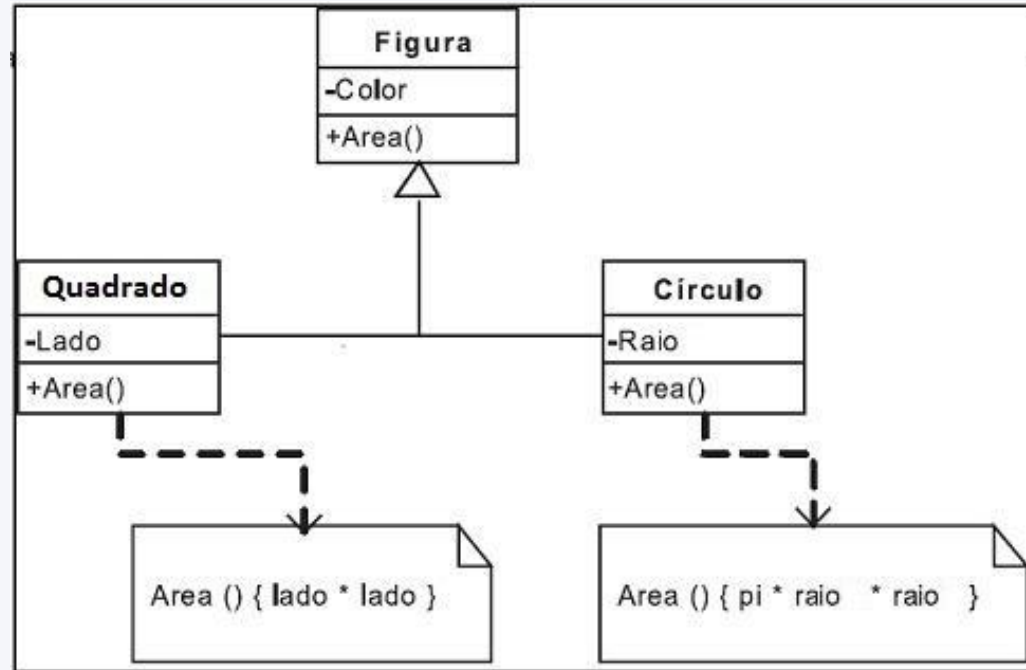 Figura
-Color
+Area()
Quadrado
-Lado
+Area()
Círculo
-Raio
+Area()
Area () { lado * lado }
Area () { pi * raio * raio }